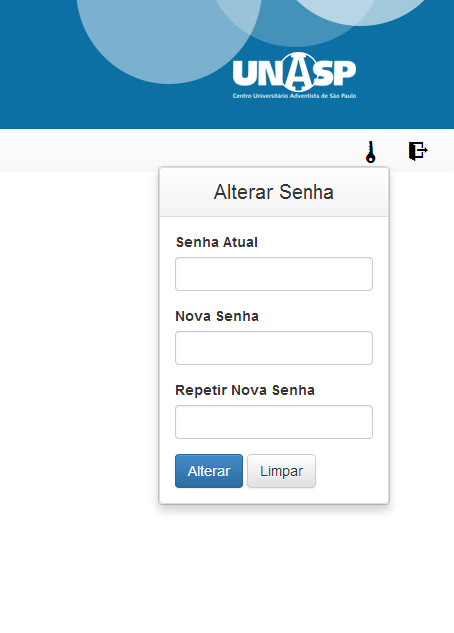 UNASP
Centro Universitário Adventista de São Paulo
Alterar Senha
Senha Atual
Nova Senha
Repetir Nova Senha
Alterar Limpar